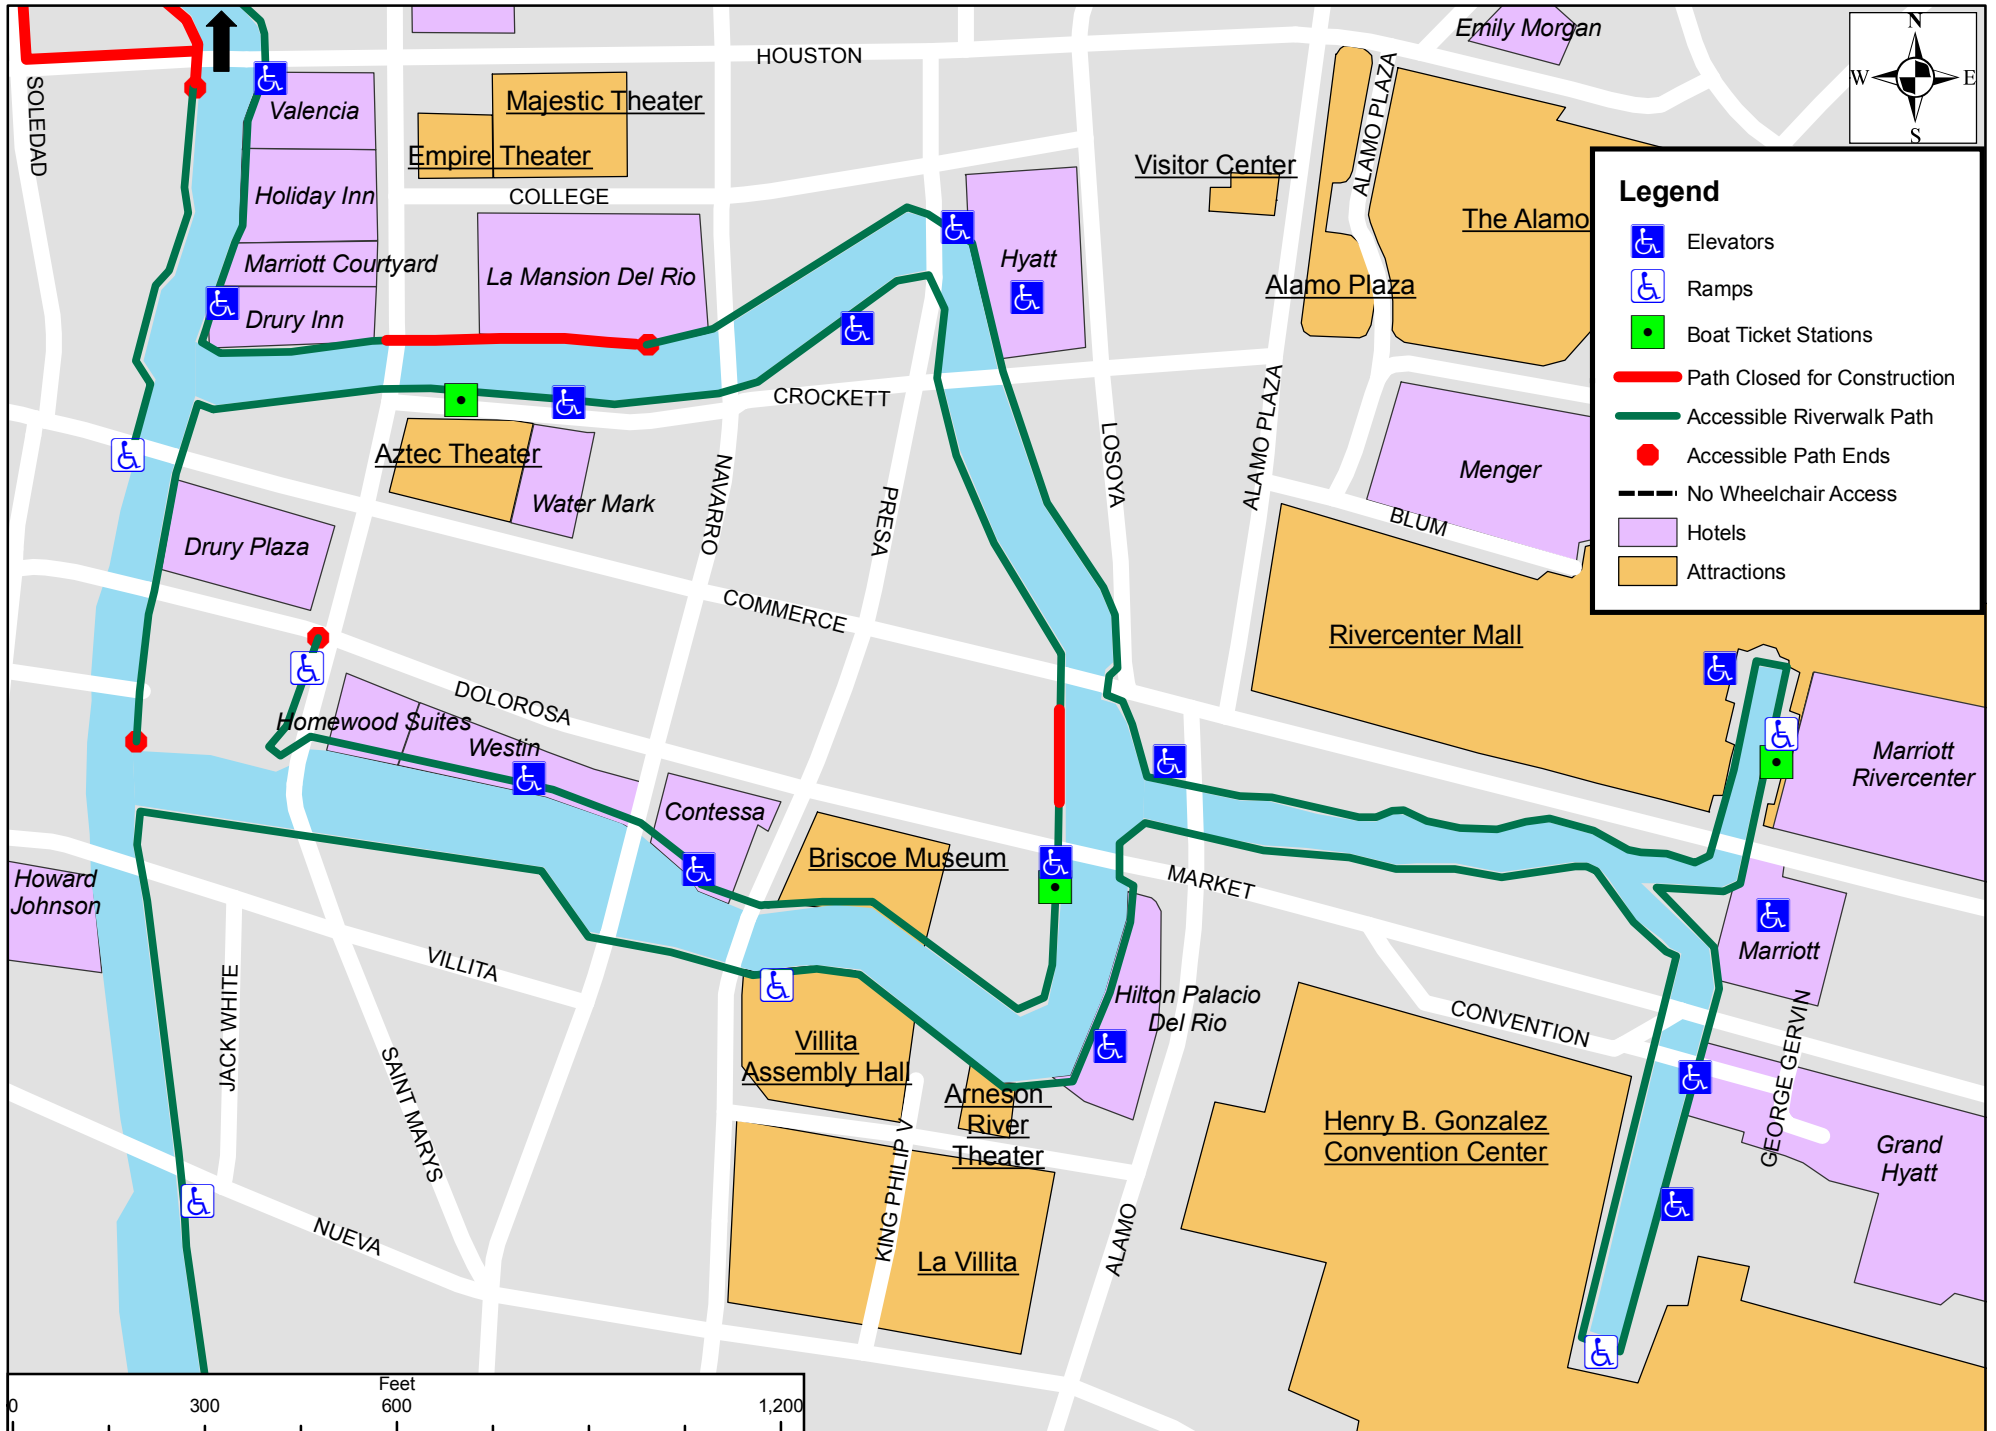 HOUSTON
Emily Morgan
N
W
E
S
SOLEDAD
Valencia
Majestic Theater
Empire Theater
ALAMO PLAZA
Visitor Center
COLLEGE
Holiday Inn
Marriott Courtyard
La Mansion Del Rio
Drury Inn
Hyatt
Alamo Plaza
The Alamo
Legend
Elevators
Ramps
Boat Ticket Stations
Path Closed for Construction
Accessible Riverwalk Path
Accessible Path Ends
No Wheelchair Access
Hotels
Attractions
CROCKETT
Aztec Theater
Water Mark
NAVARRO
PRESA
LOSOYA
ALAMO PLAZA
Menger
BLUM
Drury Plaza
COMMERCE
Rivercenter Mall
DOLOROSA
Homewood Suites
Westin
Contessa
Marriott
Rivercenter
Briscoe Museum
MARKET
Howard
Johnson
Marriott
VILLITA
JACK WHITE
SAINT MARYS
Hilton Palacio
Del Rio
CONVENTION
GEORGE GERVIN
Villita
Assembly Hall
Arneson
River
Theater
KING PHILIP V
Henry B. Gonzalez
Convention Center
Grand
Hyatt
NUEVA
La Villita
ALAMO
Feet
0
300
600
1,200